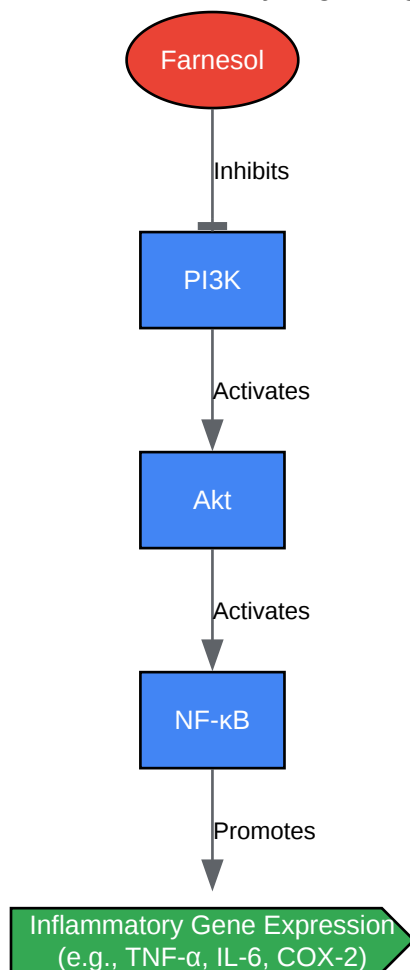 Farnesol
Inhibits
PI3K
Activates
Akt
Activates
NF-κB
Promotes
Inflammatory Gene Expression
(e.g., TNF-α, IL-6, COX-2)